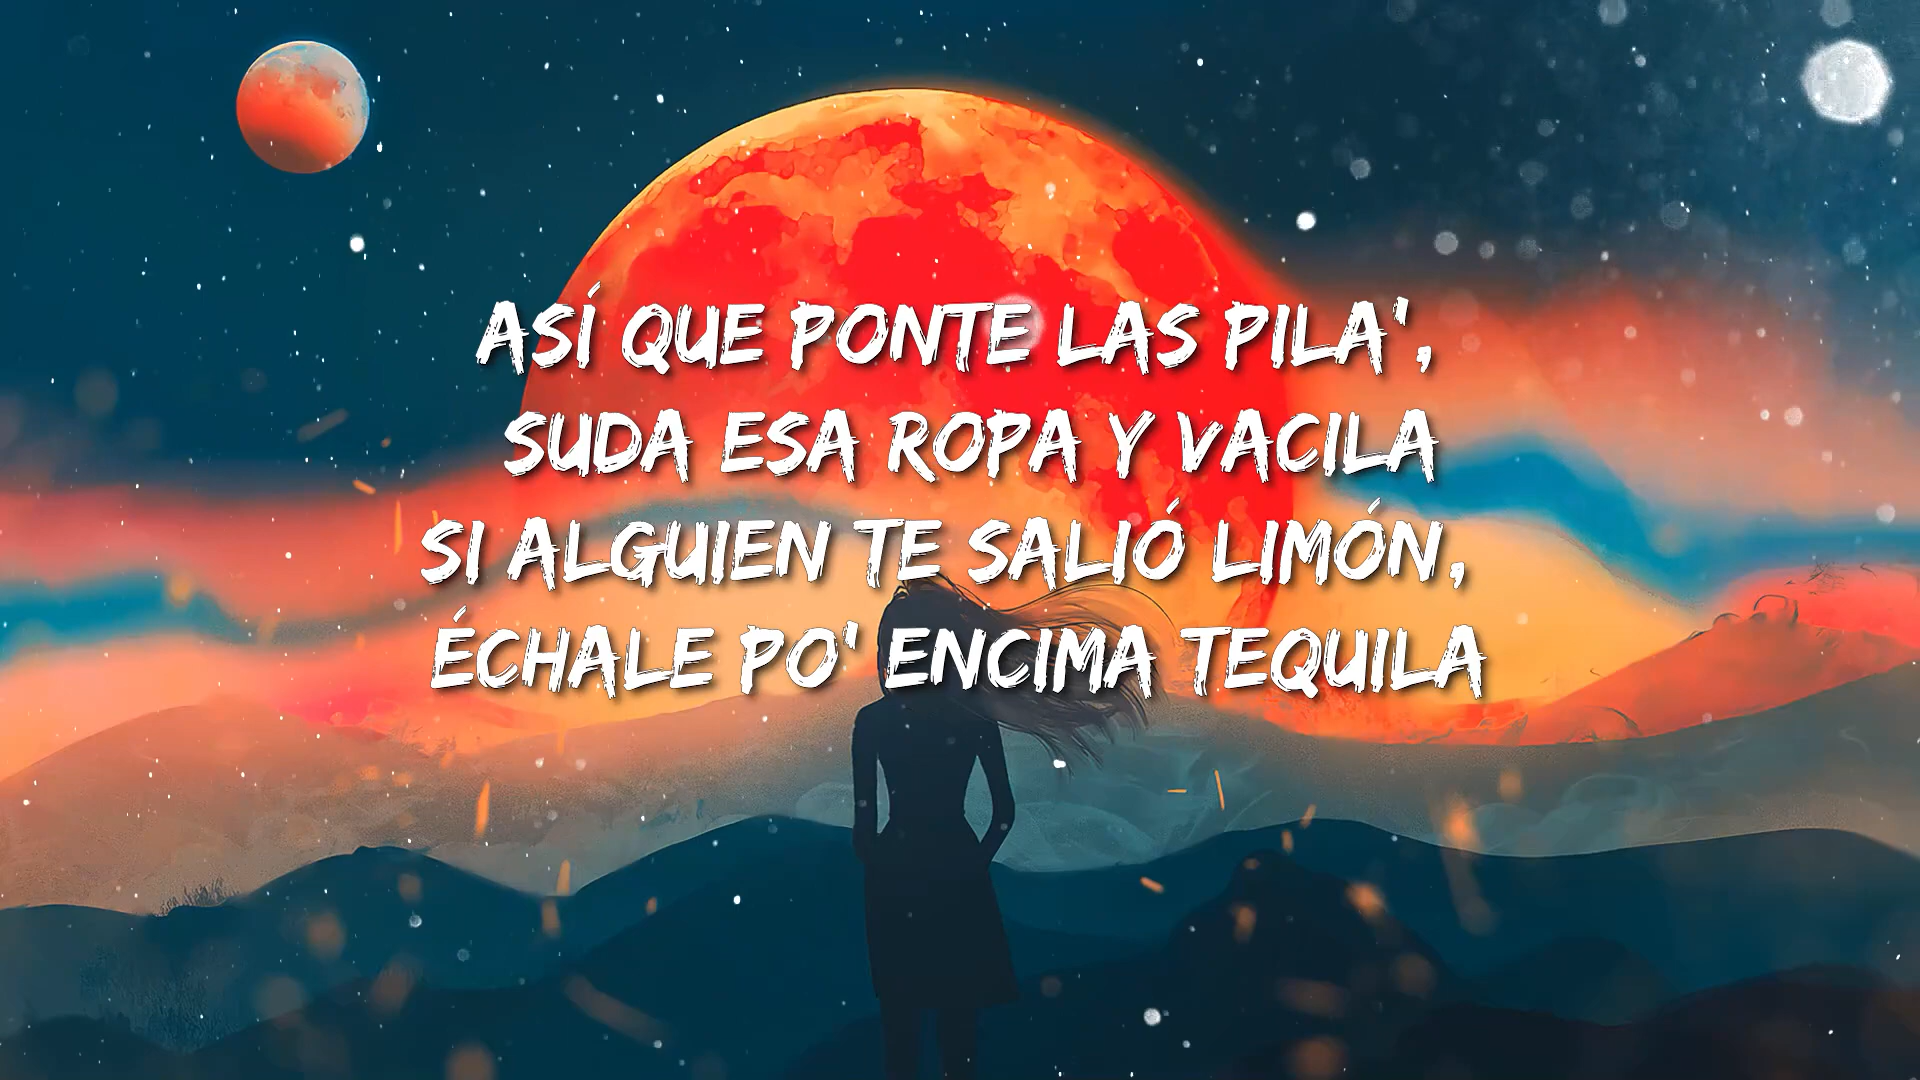 ASÍ QUE PONTE LAS PILA',
SUDA ESA ROPA Y VACILA
SI ALGUIEN TE SALIÓ LIMÓN,
ÉCHALE PO' ENCIMA TEQUILA